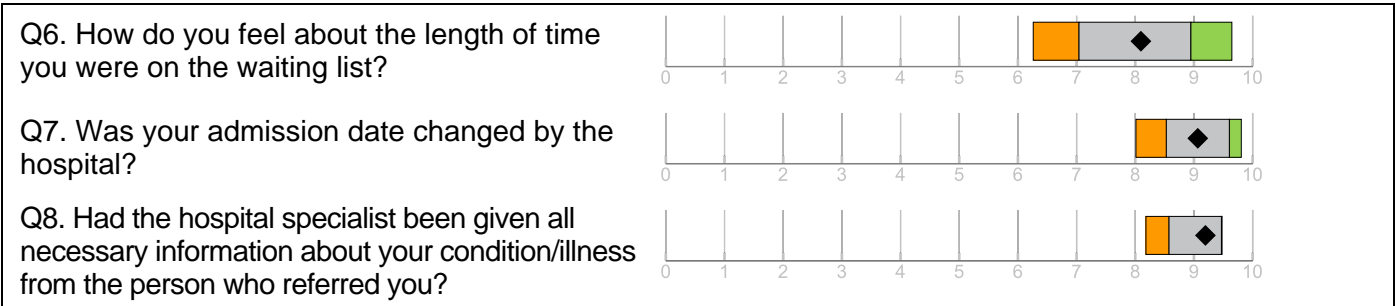 Q6. How do you feel about the length of time
you were on the waiting list?
0 1 2 3 4 5 6 7 8 9 10
Q7. Was your admission date changed by the
hospital?
0 1 2 3 4 5 6 7 8 9 10
Q8. Had the hospital specialist been given all
necessary information about your condition/illness
from the person who referred you?
0 1 2 3 4 5 6 7 8 9 10